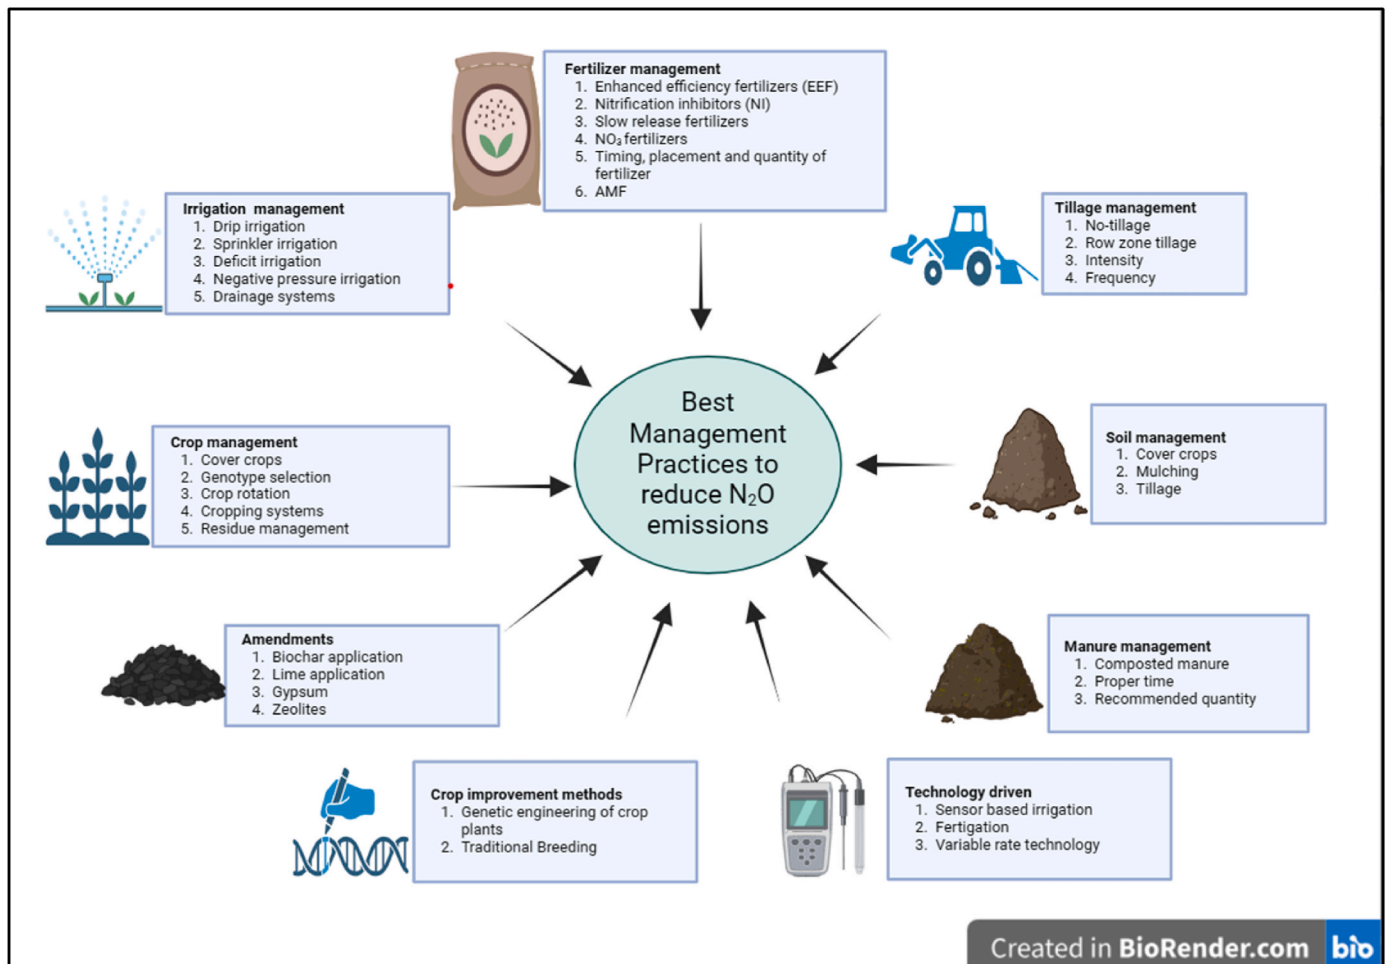 Fertilizer management
1. Enhanced efficiency fertilizers (EEF)
2. Nitrification inhibitors (NI)
3. Slow release fertilizers
4. NO₃ fertilizers
5. Timing, placement and quantity of
fertilizer
6. AMF
Irrigation management
1. Drip irrigation
2. Sprinkler irrigation
3. Deficit irrigation
4. Negative pressure irrigation
5. Drainage systems
Tillage management
1. No-tillage
2. Row zone tillage
3. Intensity
4. Frequency
Best
Management
Practices to
reduce N₂O
emissions
Crop management
1. Cover crops
2. Genotype selection
3. Crop rotation
4. Cropping systems
5. Residue management
Soil management
1. Cover crops
2. Mulching
3. Tillage
Amendments
1. Biochar application
2. Lime application
3. Gypsum
4. Zeolites
Manure management
1. Composted manure
2. Proper time
3. Recommended quantity
Crop improvement methods
1. Genetic engineering of crop
plants
2. Traditional Breeding
Technology driven
1. Sensor based irrigation
2. Fertigation
3. Variable rate technology
Created in BioRender.com bio